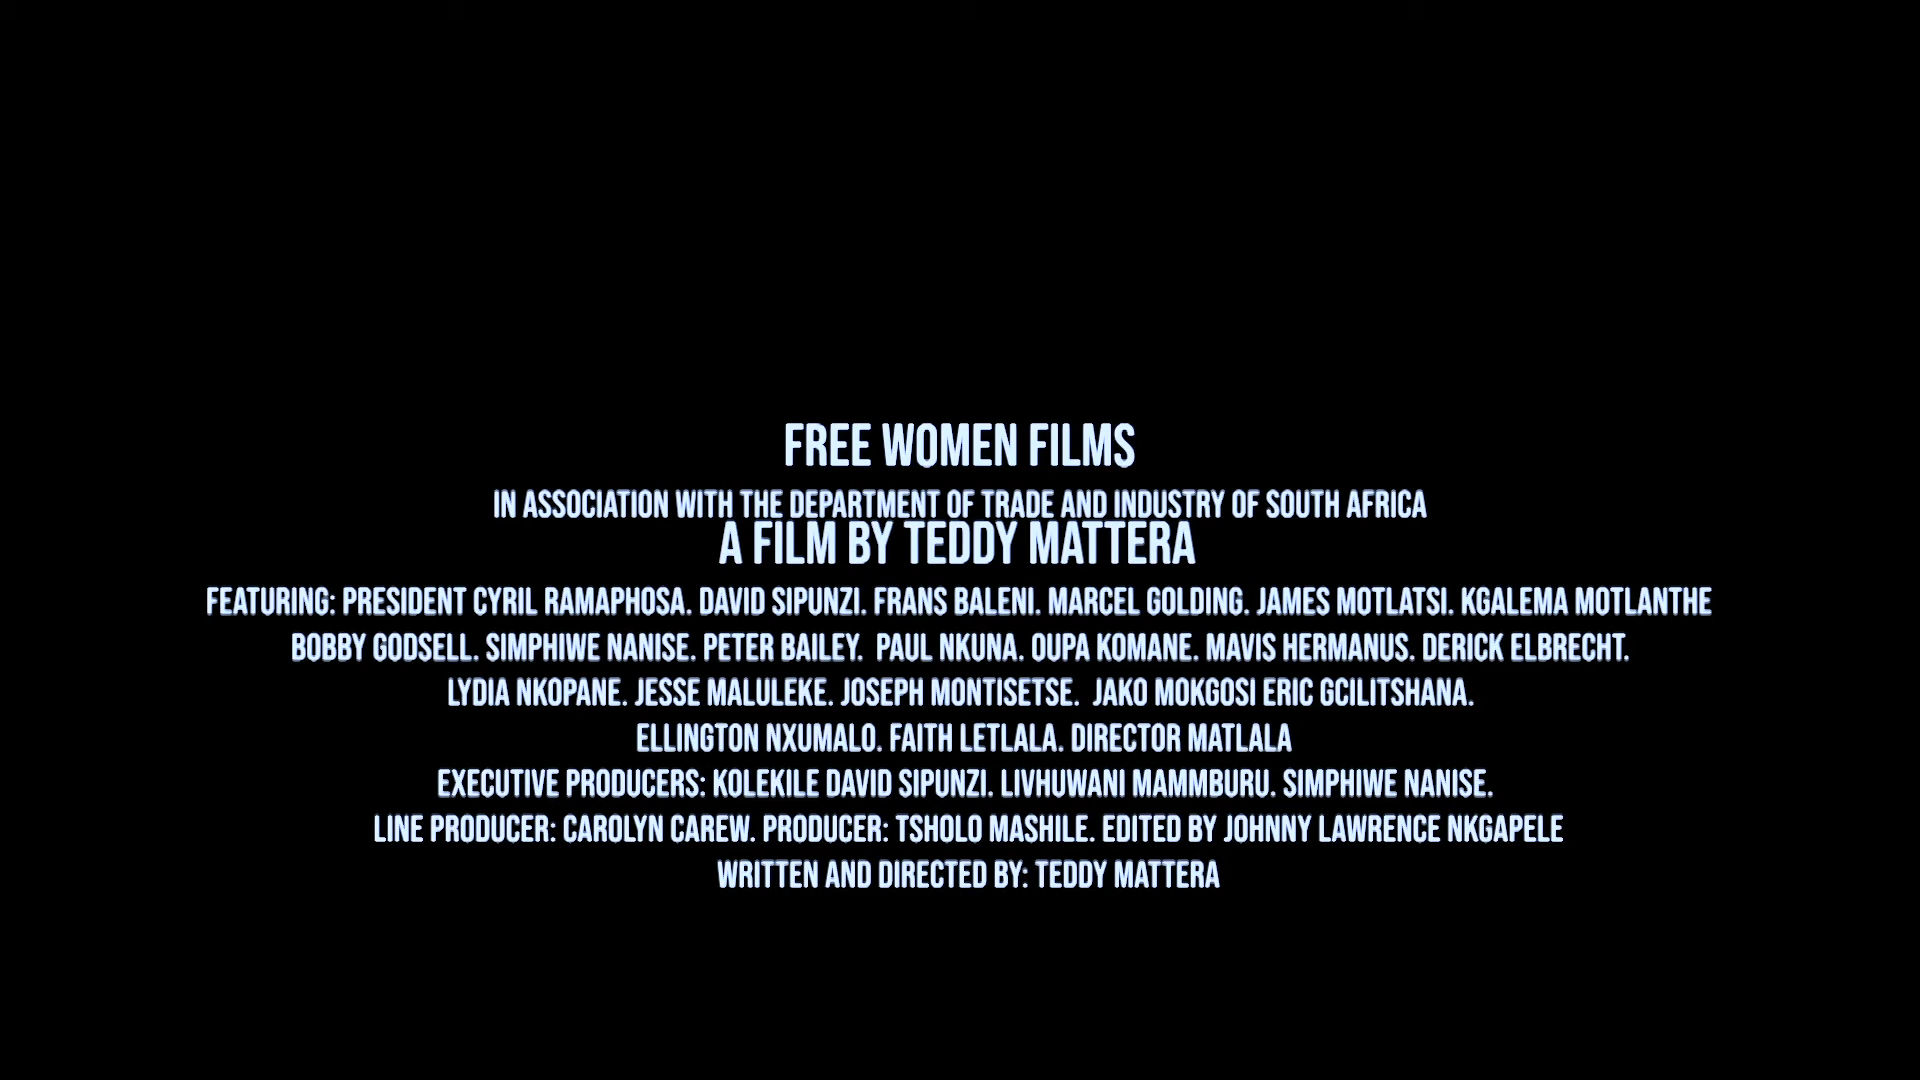 FREE WOMEN FILMS
IN ASSOCIATION WITH THE DEPARTMENT OF TRADE AND INDUSTRY OF SOUTH AFRICA
A FILM BY TEDDY MATTERA
FEATURING: PRESIDENT CYRIL RAMAPHOSA. DAVID SIPUNZI. FRANS BALENI. MARCEL GOLDING. JAMES MOTLATSI. KGALEMA MOTLANTHE
BOBBY GODSELL. SIMPHIWE NANISE. PETER BAILEY.  PAUL NKUNA. OUPA KOMANE. MAVIS HERMANUS. DERICK ELBRECHT.
LYDIA NKOPANE. JESSE MALULEKE. JOSEPH MONTISETSE.  JAKO MOKGOSI ERIC GCILITSHANA.
ELLINGTON NXUMALO. FAITH LETLALA. DIRECTOR MATLALA
EXECUTIVE PRODUCERS: KOLEKILE DAVID SIPUNZI. LIVHUWANI MAMMBURU. SIMPHIWE NANISE.
LINE PRODUCER: CAROLYN CAREW. PRODUCER: TSHOLO MASHILE. EDITED BY JOHNNY LAWRENCE NKGAPELE
WRITTEN AND DIRECTED BY: TEDDY MATTERA